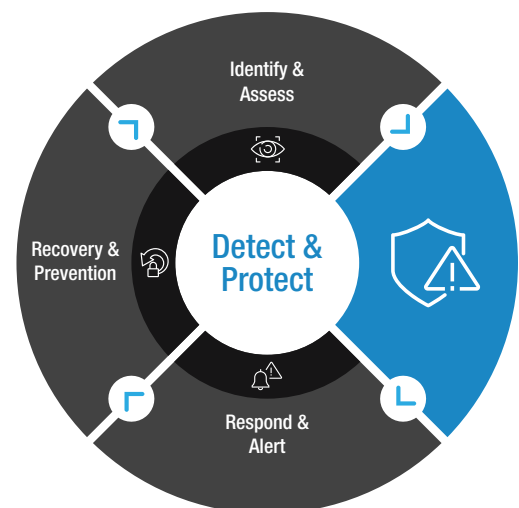 Identify &
Assess
Detect &
Protect
Recovery &
Prevention
Respond &
Alert